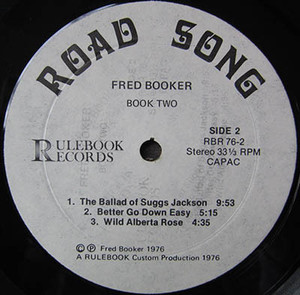 ROAD SONG
FRED BOOKER
BOOK TWO
RULEBOOK
RECORDS
SIDE 2
RBR 76-2
Stereo 33⅓ RPM
CAPAC
1. The Ballad of Suggs Jackson 9:53
2. Better Go Down Easy 5:15
3. Wild Alberta Rose 4:35
© ℗ Fred Booker 1976
A RULEBOOK Custom Production 1976